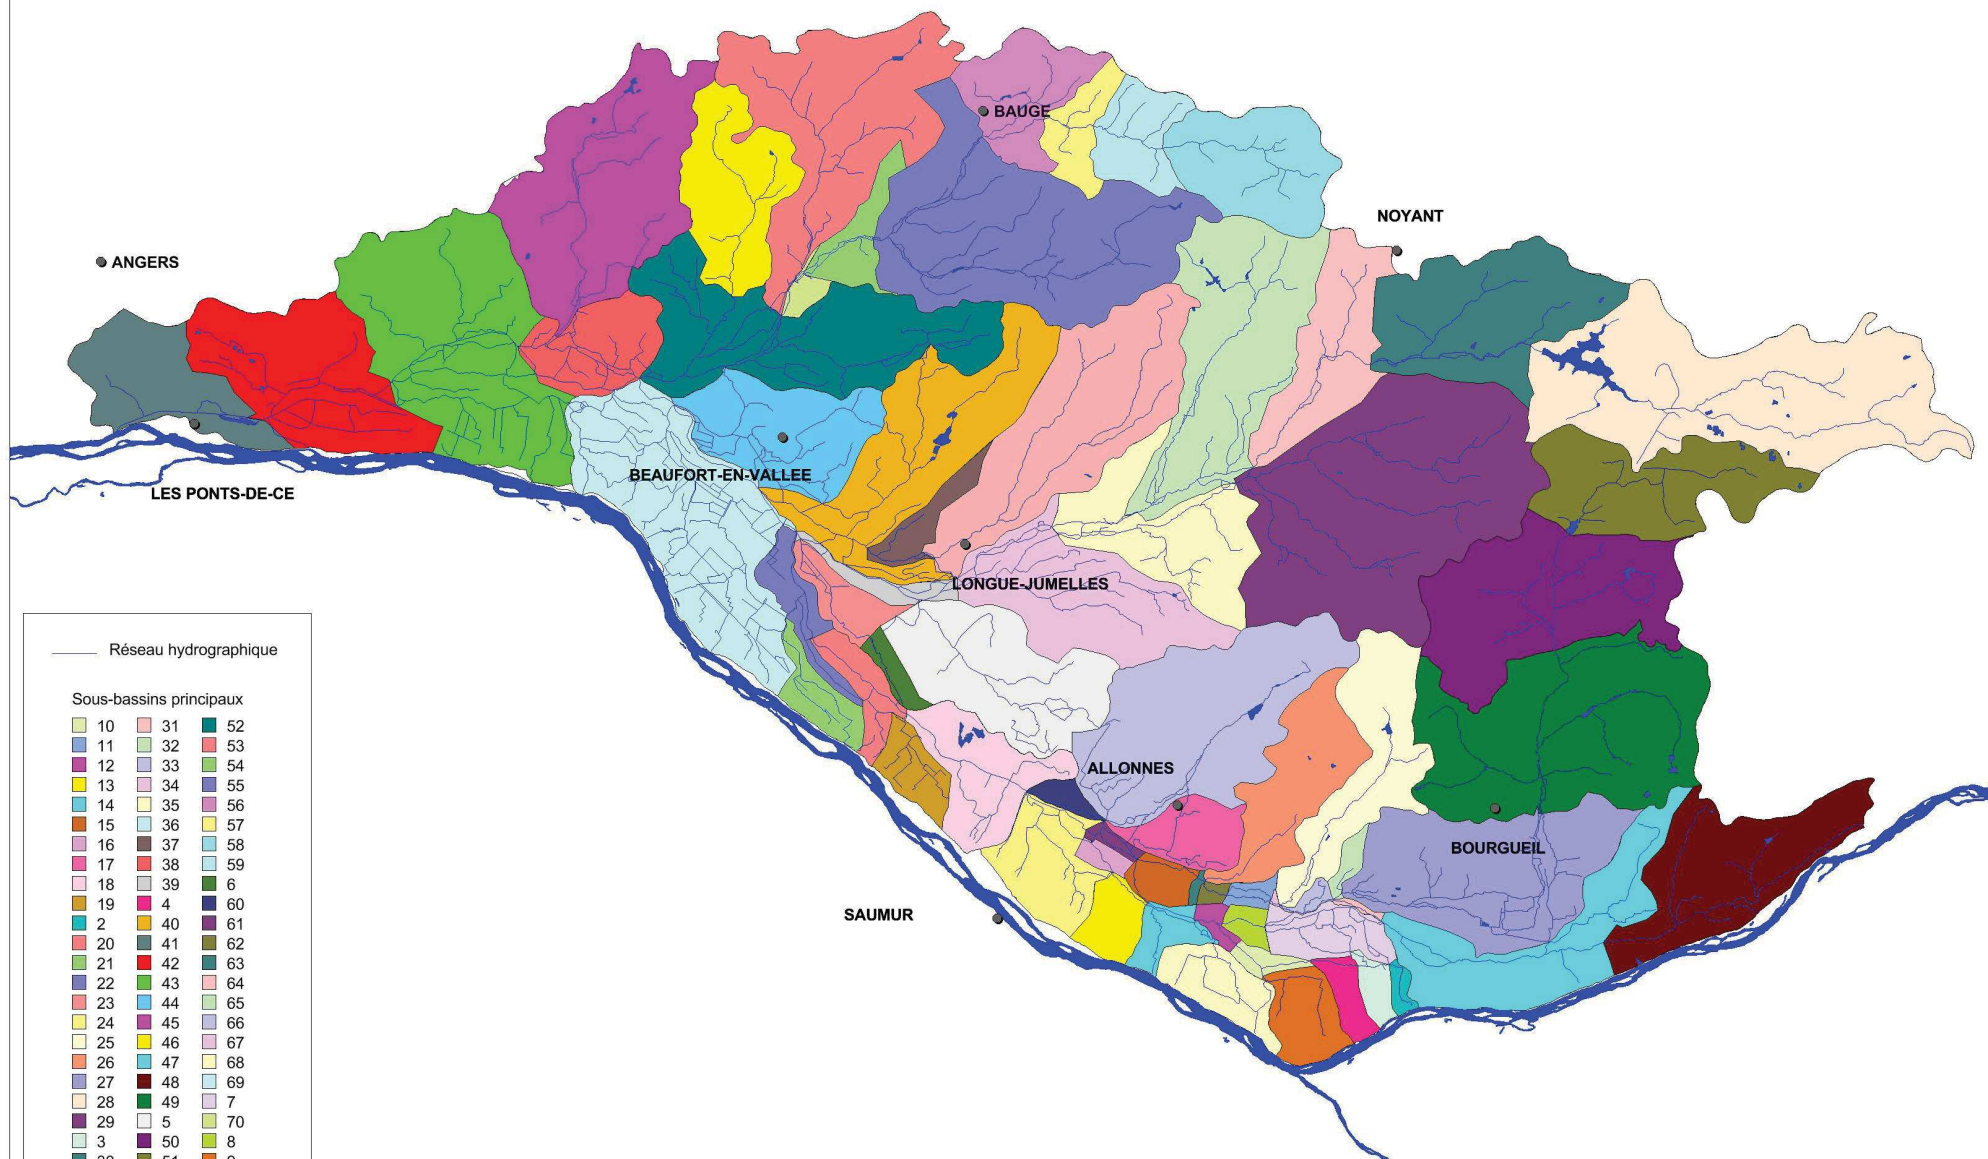 BAUGE
NOYANT
ANGERS
BEAUFORT-EN-VALLEE
LES PONTS-DE-CE
LONGUE-JUMELLES
ALLONNES
BOURGUEIL
SAUMUR
Réseau hydrographique
Sous-bassins principaux
10 31 52
11 32 53
12 33 54
13 34 55
14 35 56
15 36 57
16 37 58
17 38 59
18 39 6
19 4 60
2 40 61
20 41 62
21 42 63
22 43 64
23 44 65
24 45 66
25 46 67
26 47 68
27 48 69
28 49 7
29 5 70
3 50 8